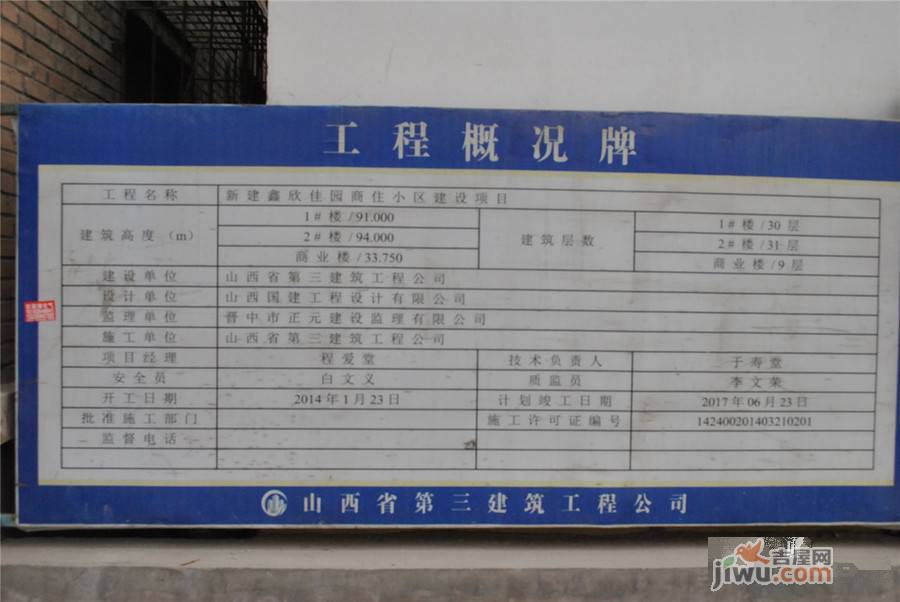 工程概况牌
工程名称 新建鑫欣佳园商住小区建设项目
建筑高度（m） 1#楼/91.000 建筑层数 1#楼/30层
2#楼/94.000 2#楼/31层
商业楼/33.750 商业楼/9层
建设单位 山西省第三建筑工程公司
设计单位 山西国建工程设计有限公司
监理单位 晋中市正元建设监理有限公司
施工单位 山西省第三建筑工程公司
项目经理 程爱堂 技术负责人 于寿堂
安全员 白文义 质监员 李文荣
开工日期 2014年1月23日 计划竣工日期 2017年06月23日
批准施工部门 施工许可证编号 142400201403210201
监督电话
山西省第三建筑工程公司
吉屋网
jiwu.com